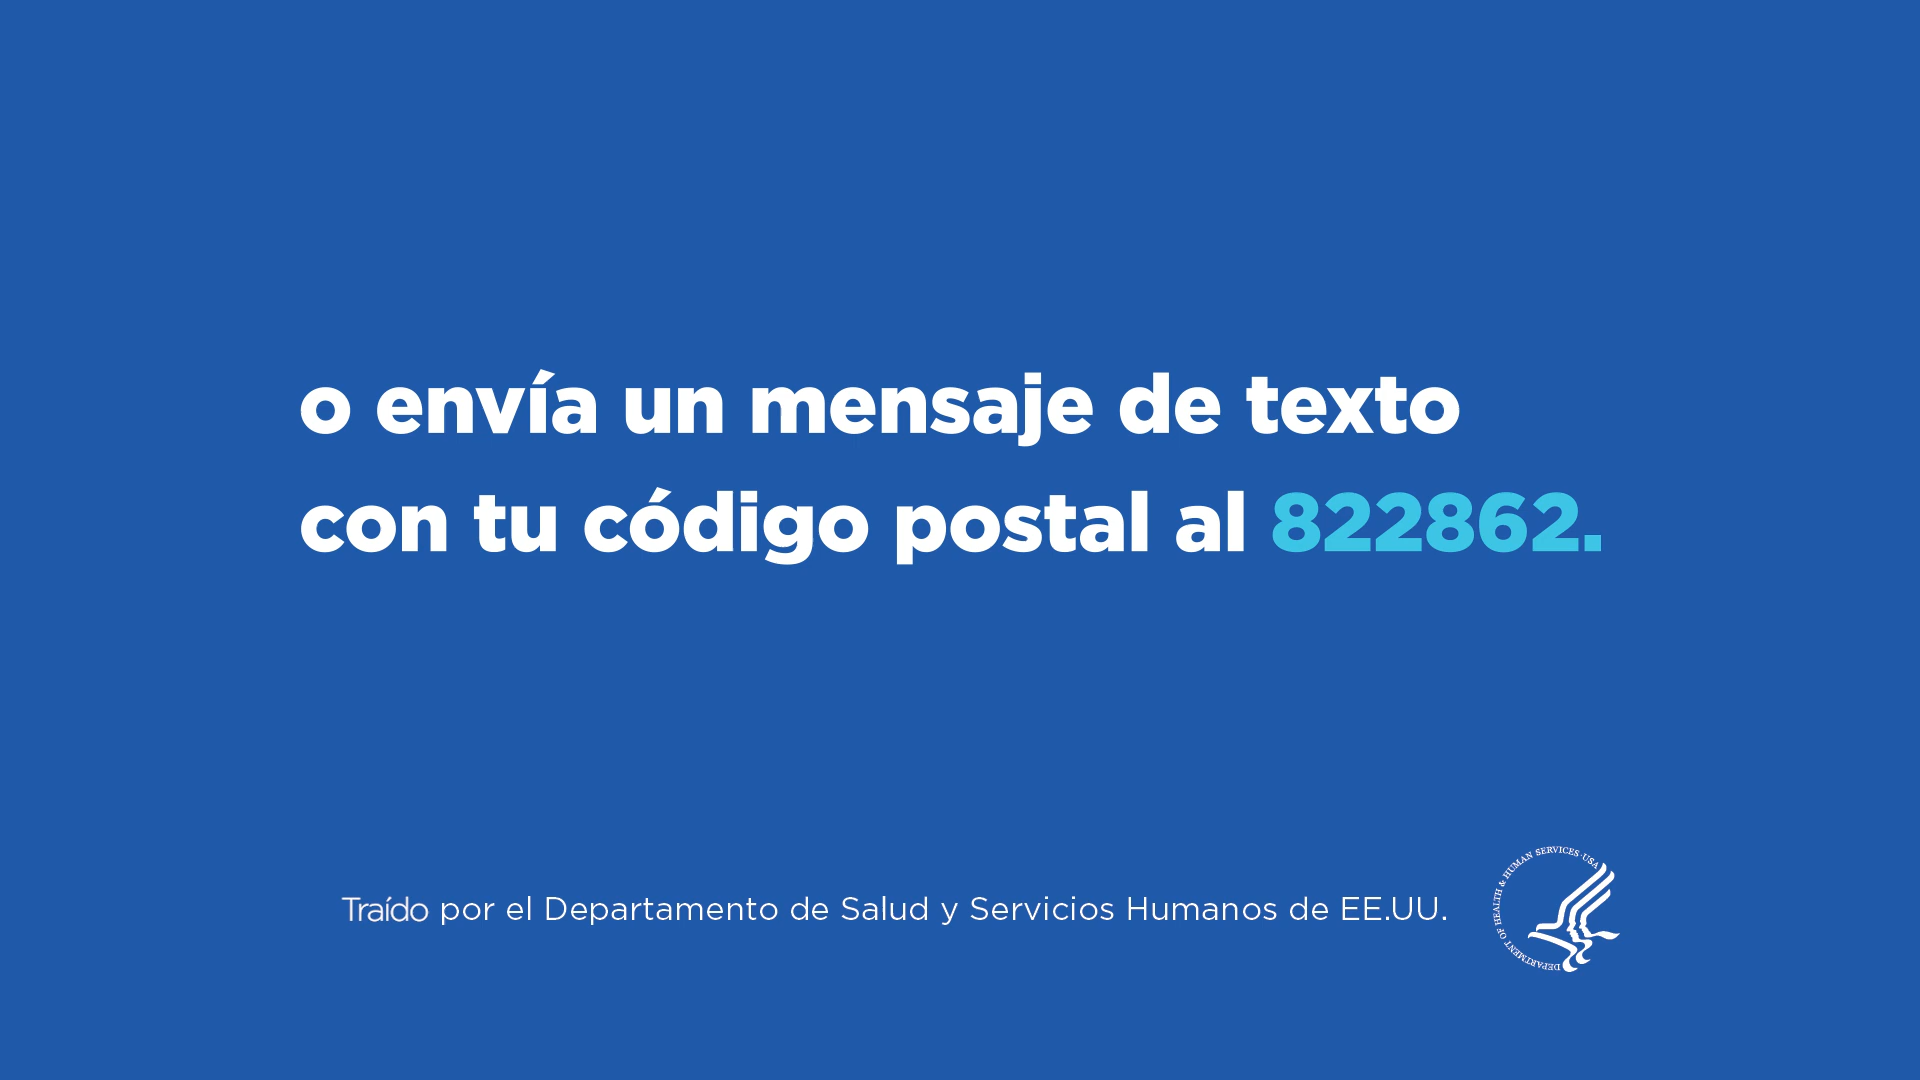 o envía un mensaje de texto
con tu código postal al 822862.
Traído por el Departamento de Salud y Servicios Humanos de EE.UU.
DEPARTMENT OF HEALTH & HUMAN SERVICES·USA